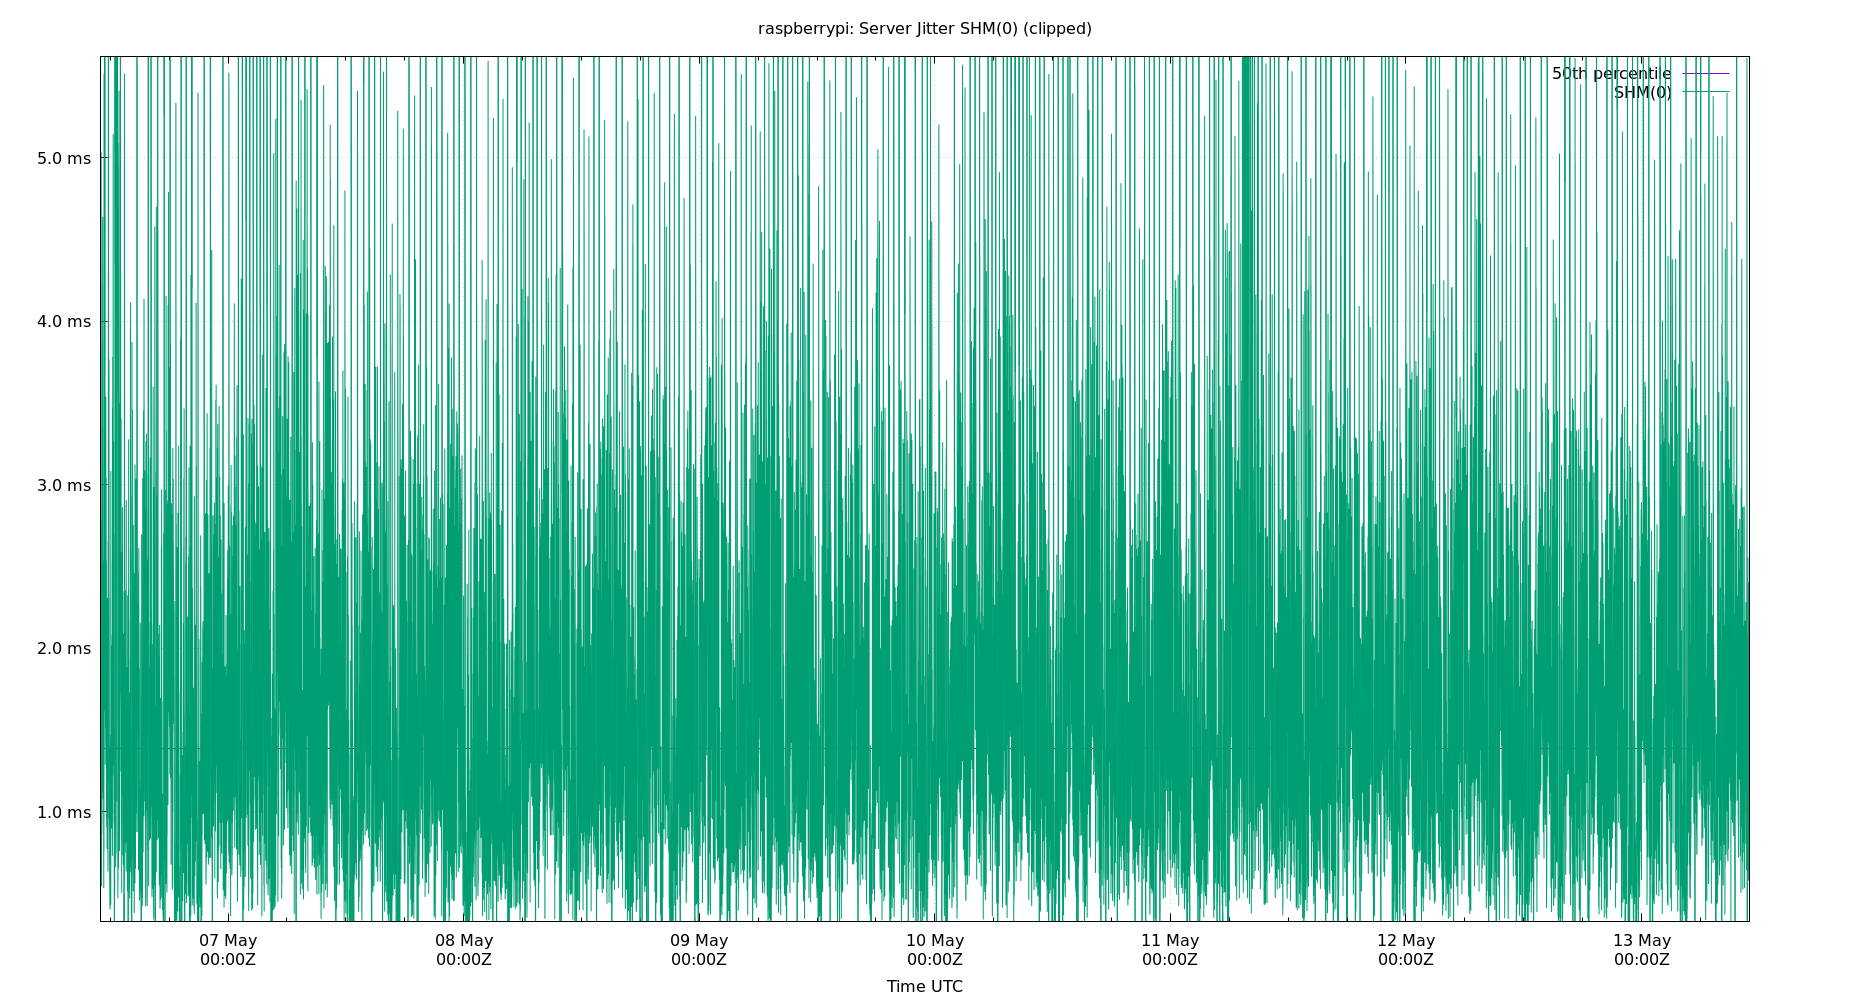 raspberrypi: Server Jitter SHM(0) (clipped)
50th percentile
SHM(0)
5.0 ms
4.0 ms
3.0 ms
2.0 ms
1.0 ms
07 May 08 May 09 May 10 May 11 May 12 May 13 May
00:00Z 00:00Z 00:00Z 00:00Z 00:00Z 00:00Z 00:00Z
Time UTC